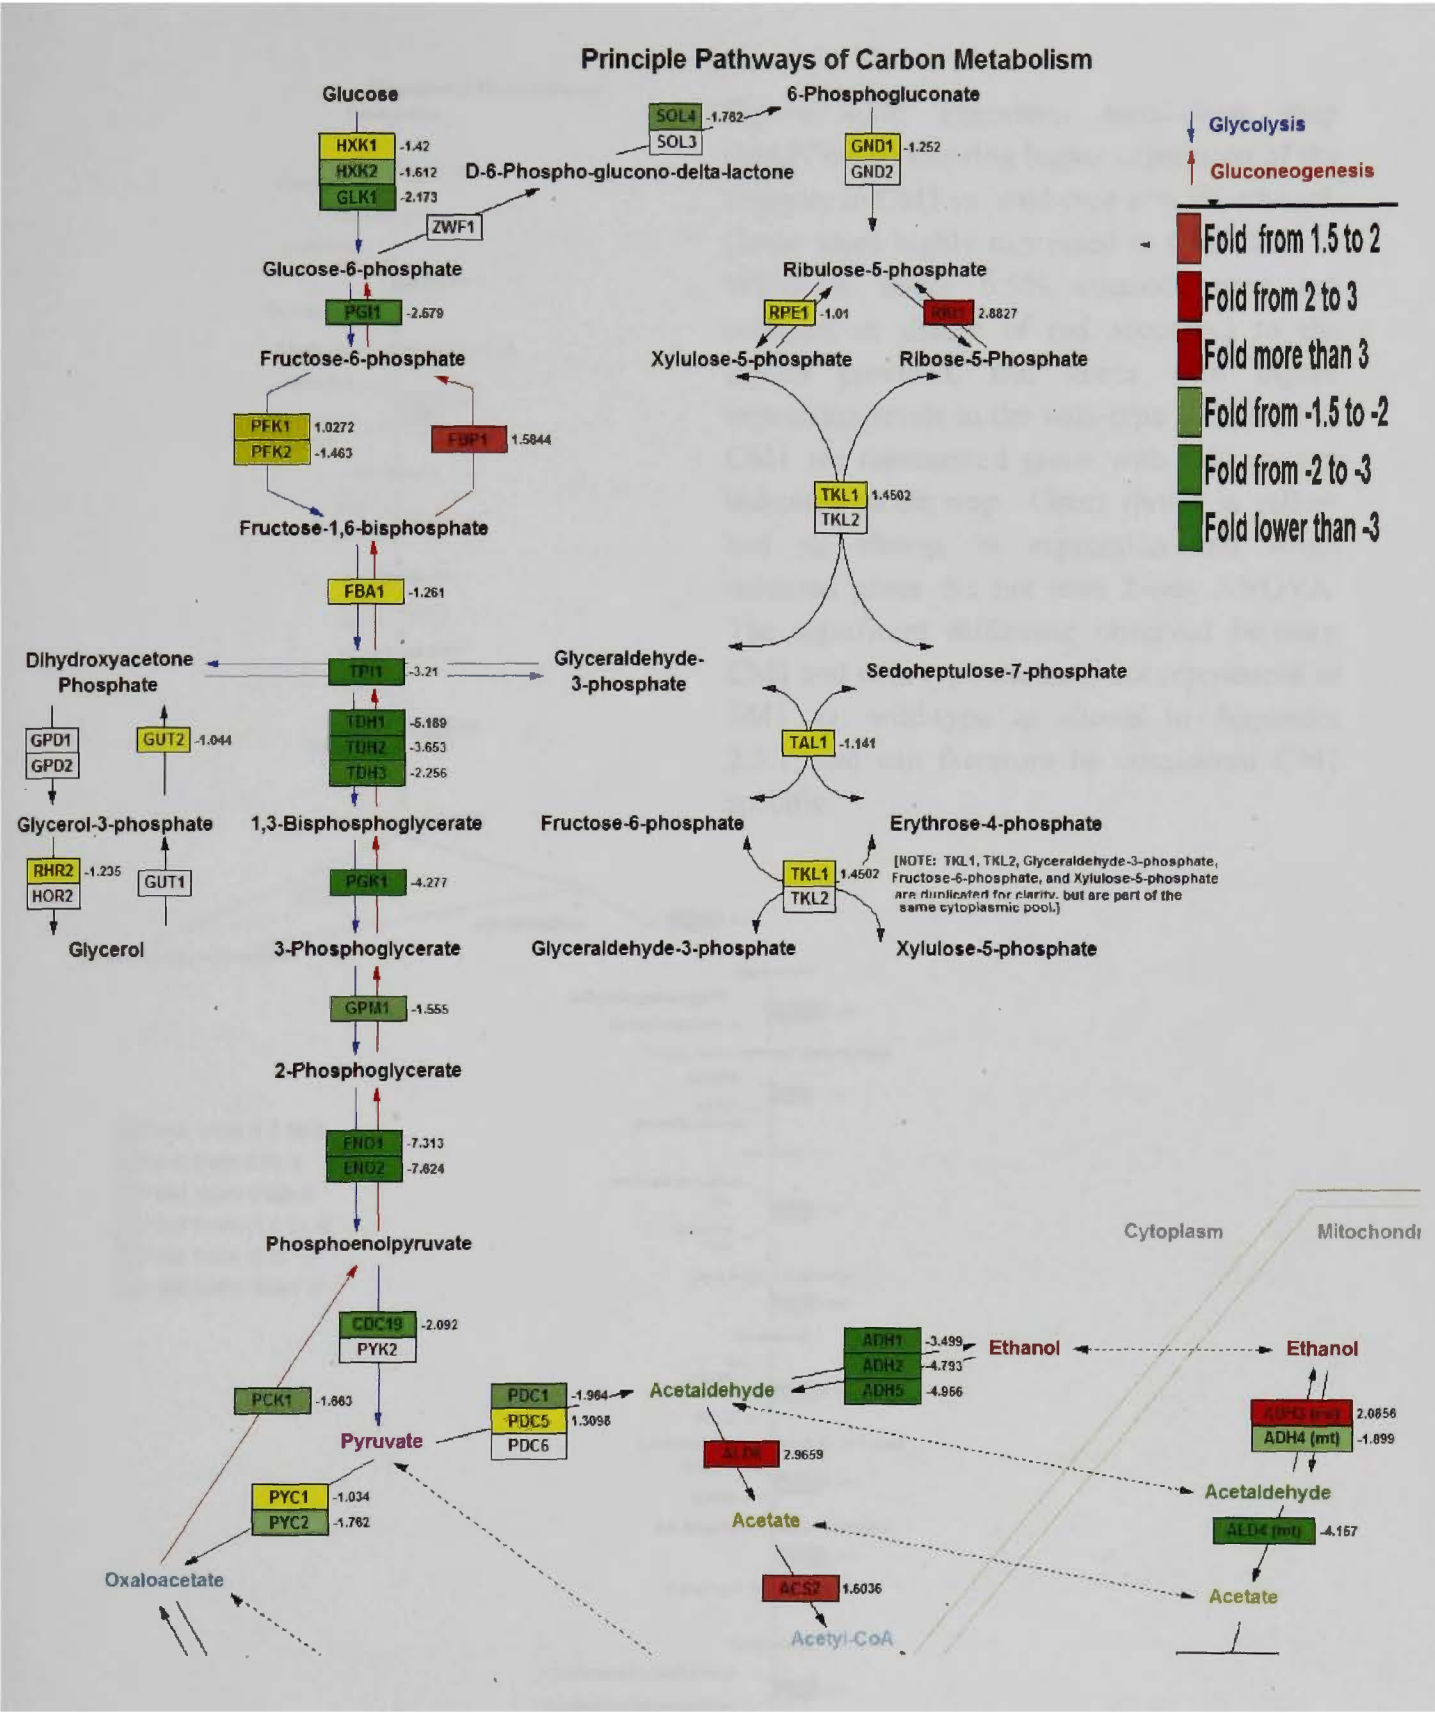 Principle Pathways of Carbon Metabolism
Glucose
HXK1 -1.42
HXK2 -1.612
GLK1 -2.173
ZWF1
D-6-Phospho-glucono-delta-lactone
SOL4 -1.762
SOL3
6-Phosphogluconate
GND1 -1.252
GND2
Glycolysis
Gluconeogenesis
Fold from 1.5 to 2
Fold from 2 to 3
Fold more than 3
Fold from -1.5 to -2
Fold from -2 to -3
Fold lower than -3
Glucose-6-phosphate
PGI1 -2.679
Fructose-6-phosphate
PFK1 1.0272
PFK2 -1.463
FBP1 1.5844
Fructose-1,6-bisphosphate
FBA1 -1.261
Ribulose-5-phosphate
RPE1 -1.01
RKI1 2.8827
Xylulose-5-phosphate
Ribose-5-Phosphate
TKL1 1.4502
TKL2
Dihydroxyacetone
Phosphate
TPI1 -3.21
Glyceraldehyde-
3-phosphate
Sedoheptulose-7-phosphate
TDH1 -5.189
TDH2 -3.653
TDH3 -2.256
GPD1
GPD2
GUT2 -1.044
TAL1 -1.141
Glycerol-3-phosphate
1,3-Bisphosphoglycerate
Fructose-6-phosphate
Erythrose-4-phosphate
RHR2 -1.235
HOR2
GUT1
PGK1 -4.277
TKL1 1.4502
TKL2
[NOTE: TKL1, TKL2, Glyceraldehyde-3-phosphate,
Fructose-6-phosphate, and Xylulose-5-phosphate
are duplicated for clarity, but are part of the
same cytoplasmic pool.]
Glycerol
3-Phosphoglycerate
Glyceraldehyde-3-phosphate
Xylulose-5-phosphate
GPM1 -1.555
2-Phosphoglycerate
ENO1 -7.313
ENO2 -7.624
Phosphoenolpyruvate
Cytoplasm
Mitochondr
CDC19 -2.092
PYK2
PCK1 -1.663
Pyruvate
PDC1 -1.964
PDC5 1.3098
PDC6
Acetaldehyde
ADH1 -3.499
ADH2 -4.793
ADH5 -4.966
Ethanol
Ethanol
ADH3 (mt) 2.0856
ADH4 (mt) -1.899
ALD6 2.9659
PYC1 -1.034
PYC2 -1.762
Acetaldehyde
Acetate
ALD4 (mt) -4.157
Oxaloacetate
ACS2 1.6036
Acetate
Acetyl-CoA